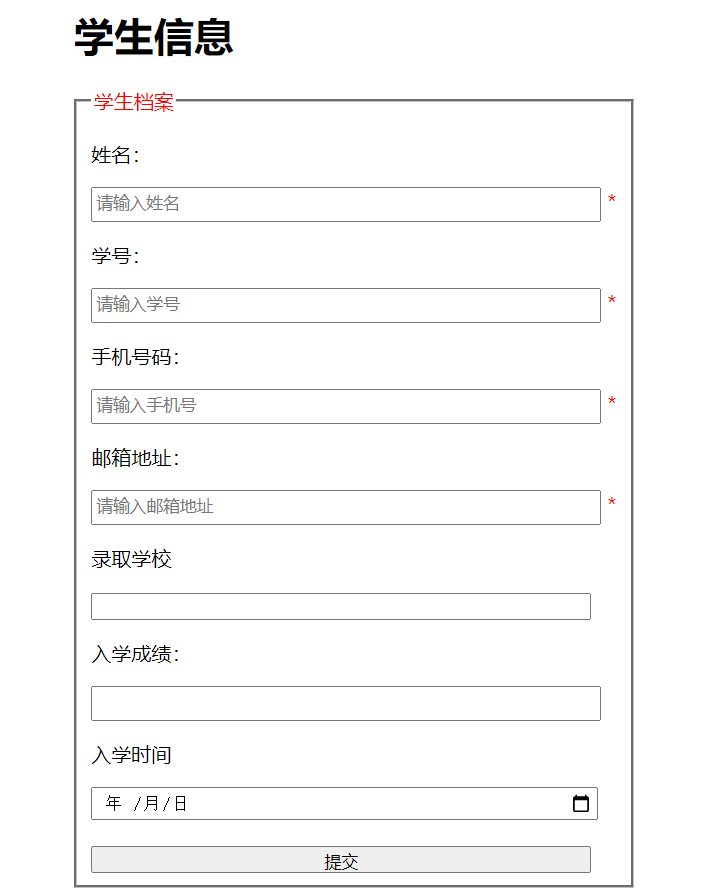 学生信息
学生档案
姓名：
请输入姓名 *
学号：
请输入学号 *
手机号码：
请输入手机号 *
邮箱地址：
请输入邮箱地址 *
录取学校
入学成绩：
入学时间
年 /月/日
提交